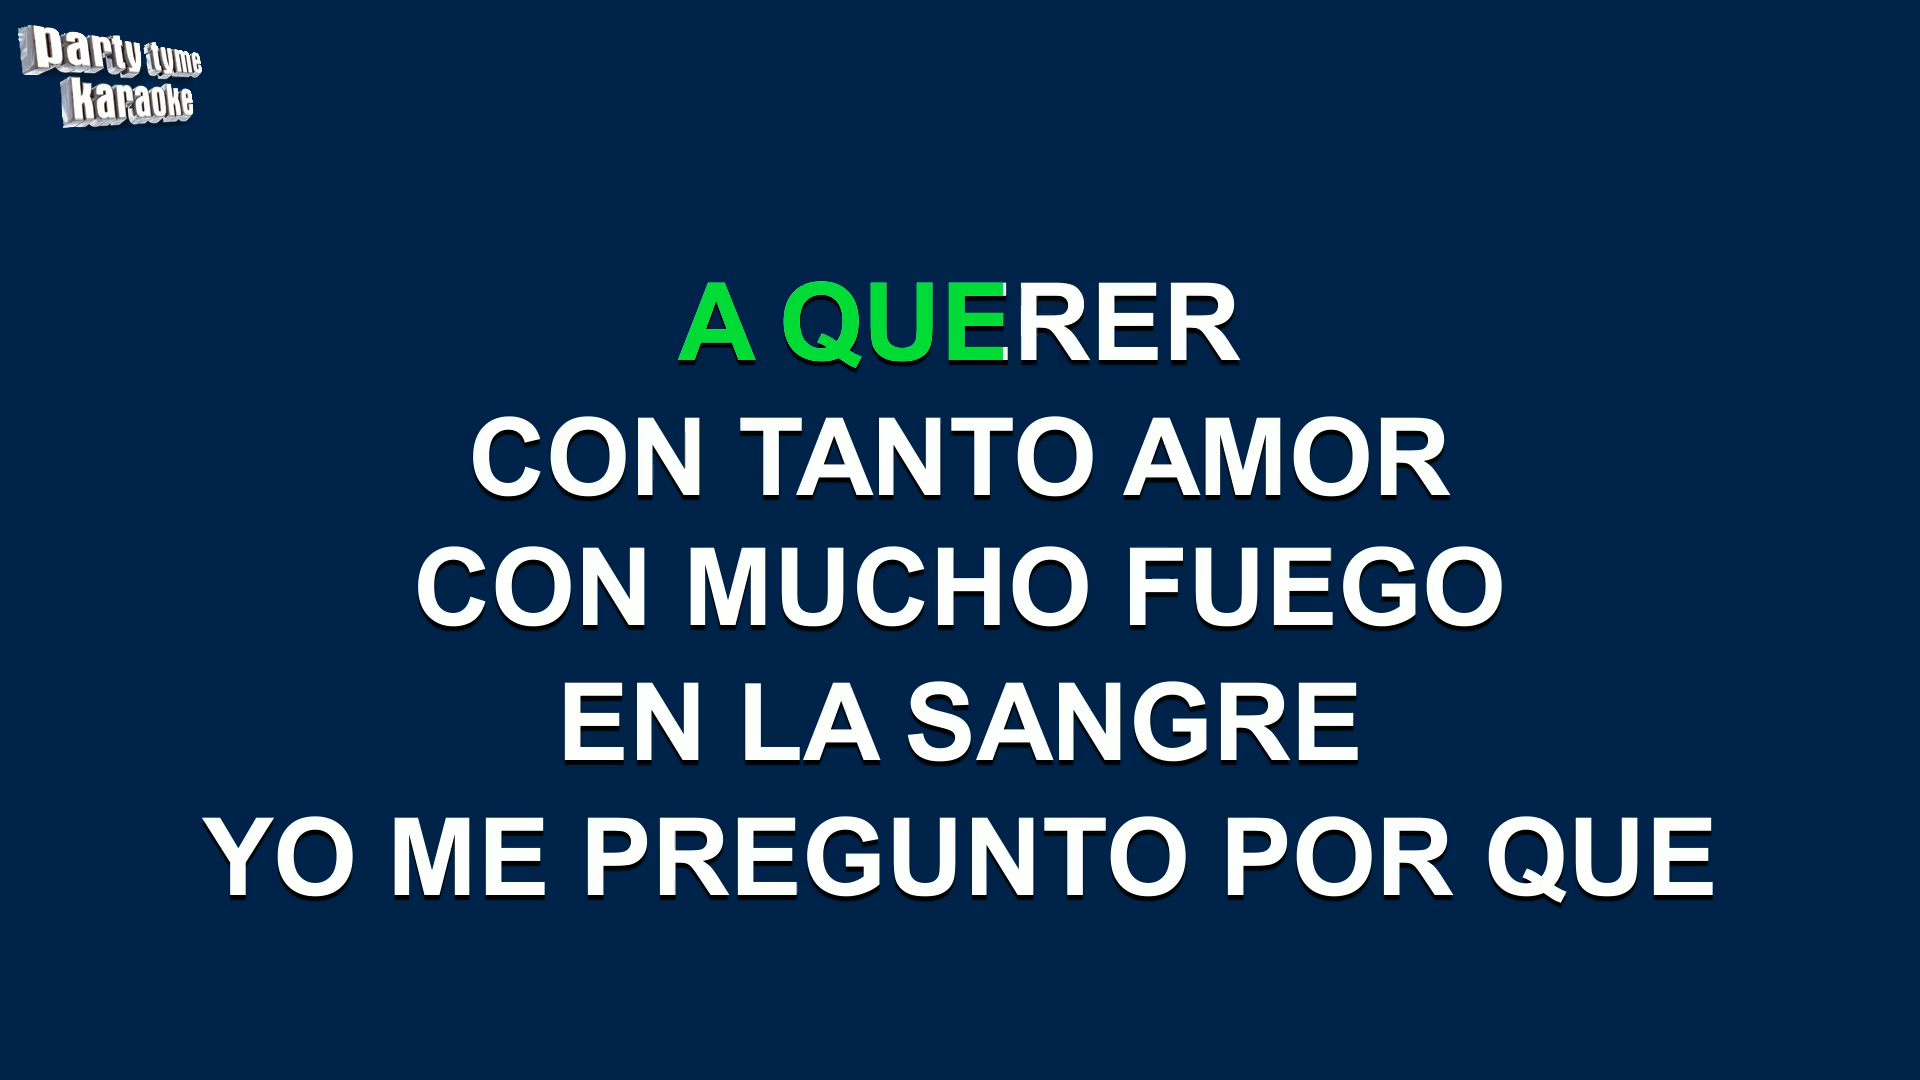 party tyme
karaoke
A QUERER
CON TANTO AMOR
CON MUCHO FUEGO
EN LA SANGRE
YO ME PREGUNTO POR QUE